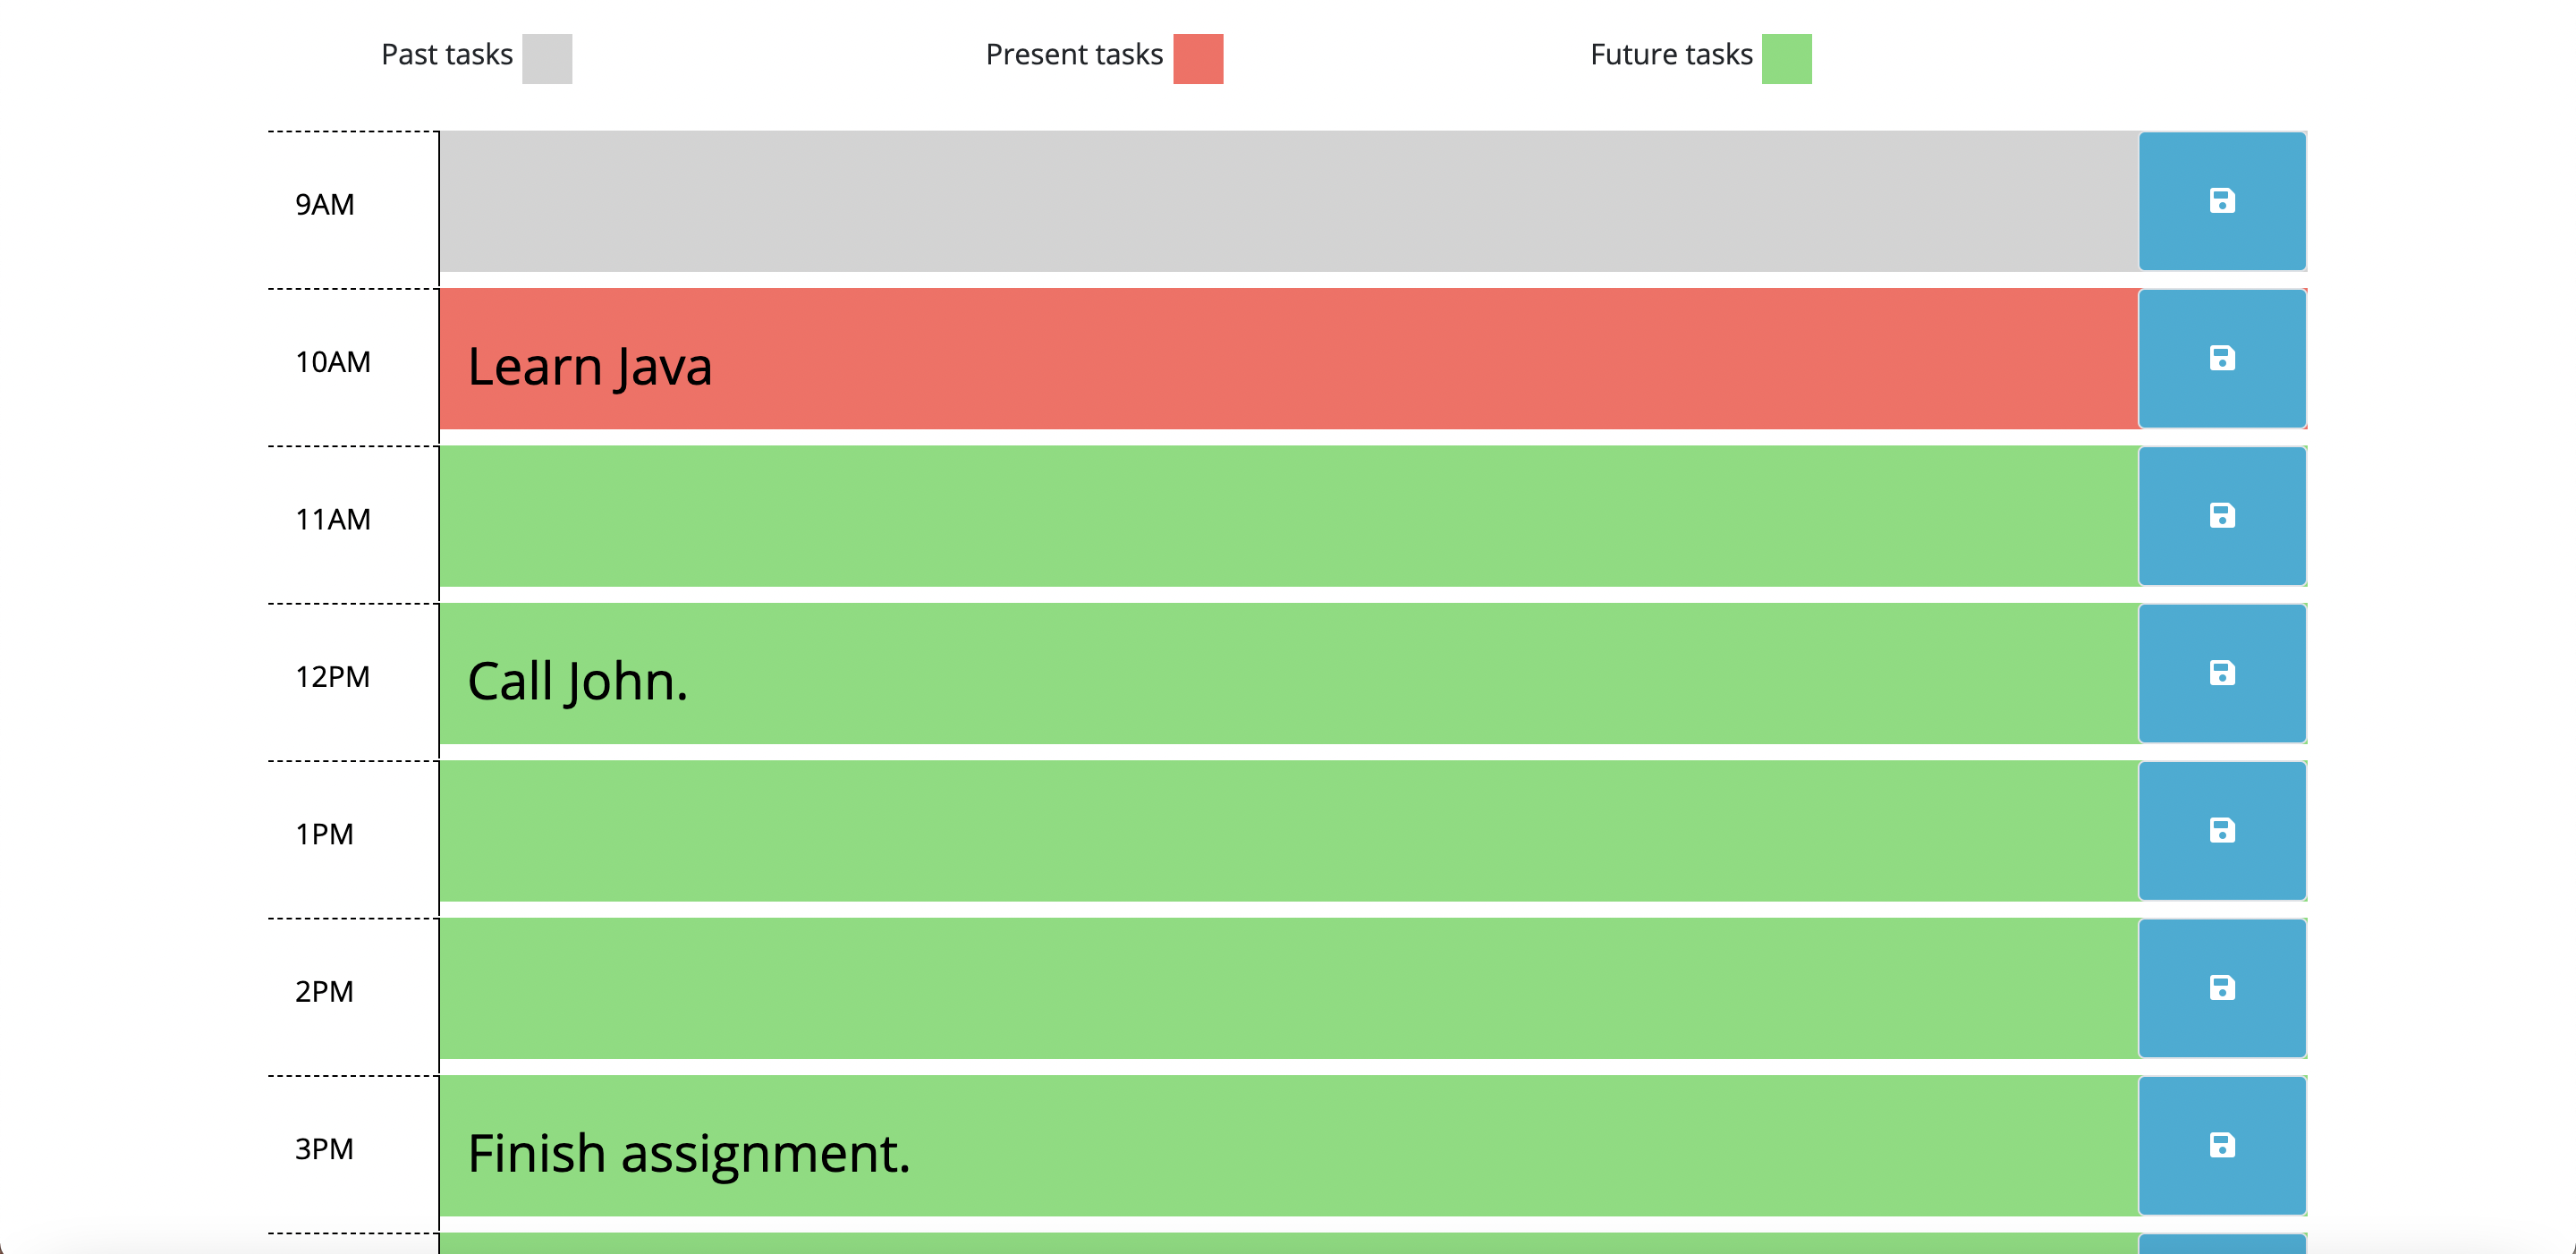 Past tasks Present tasks Future tasks
9AM
10AM Learn Java
11AM
12PM Call John.
1PM
2PM
3PM Finish assignment.